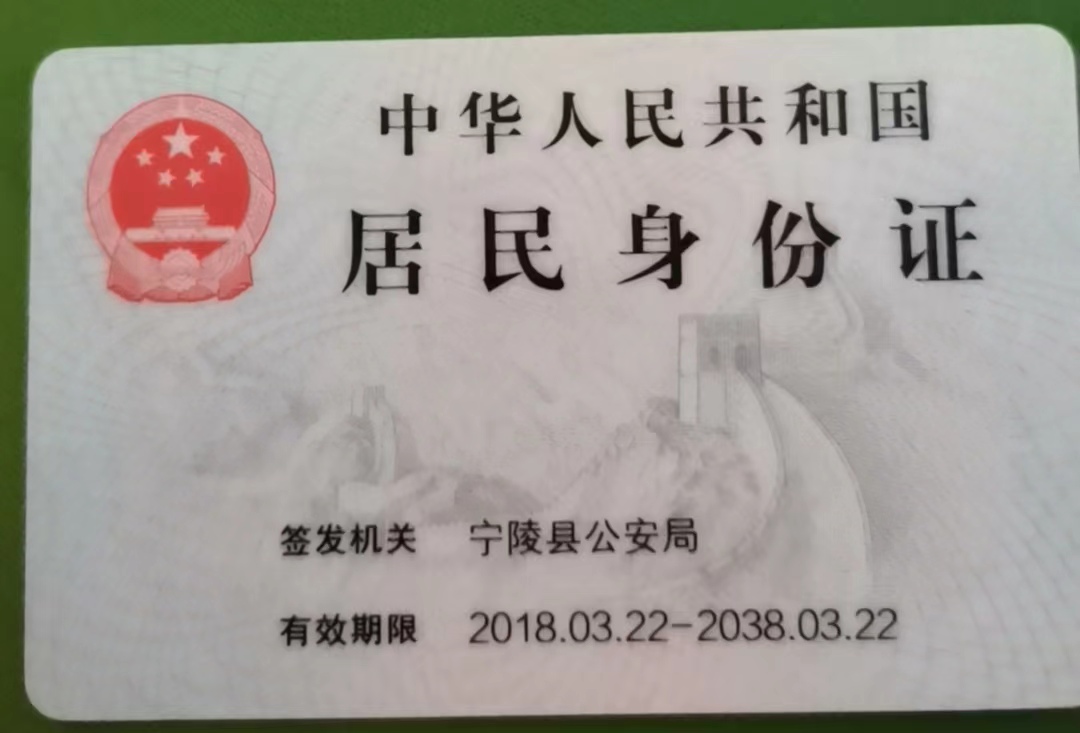 中华人民共和国
居民身份证
签发机关 宁陵县公安局
有效期限 2018.03.22-2038.03.22